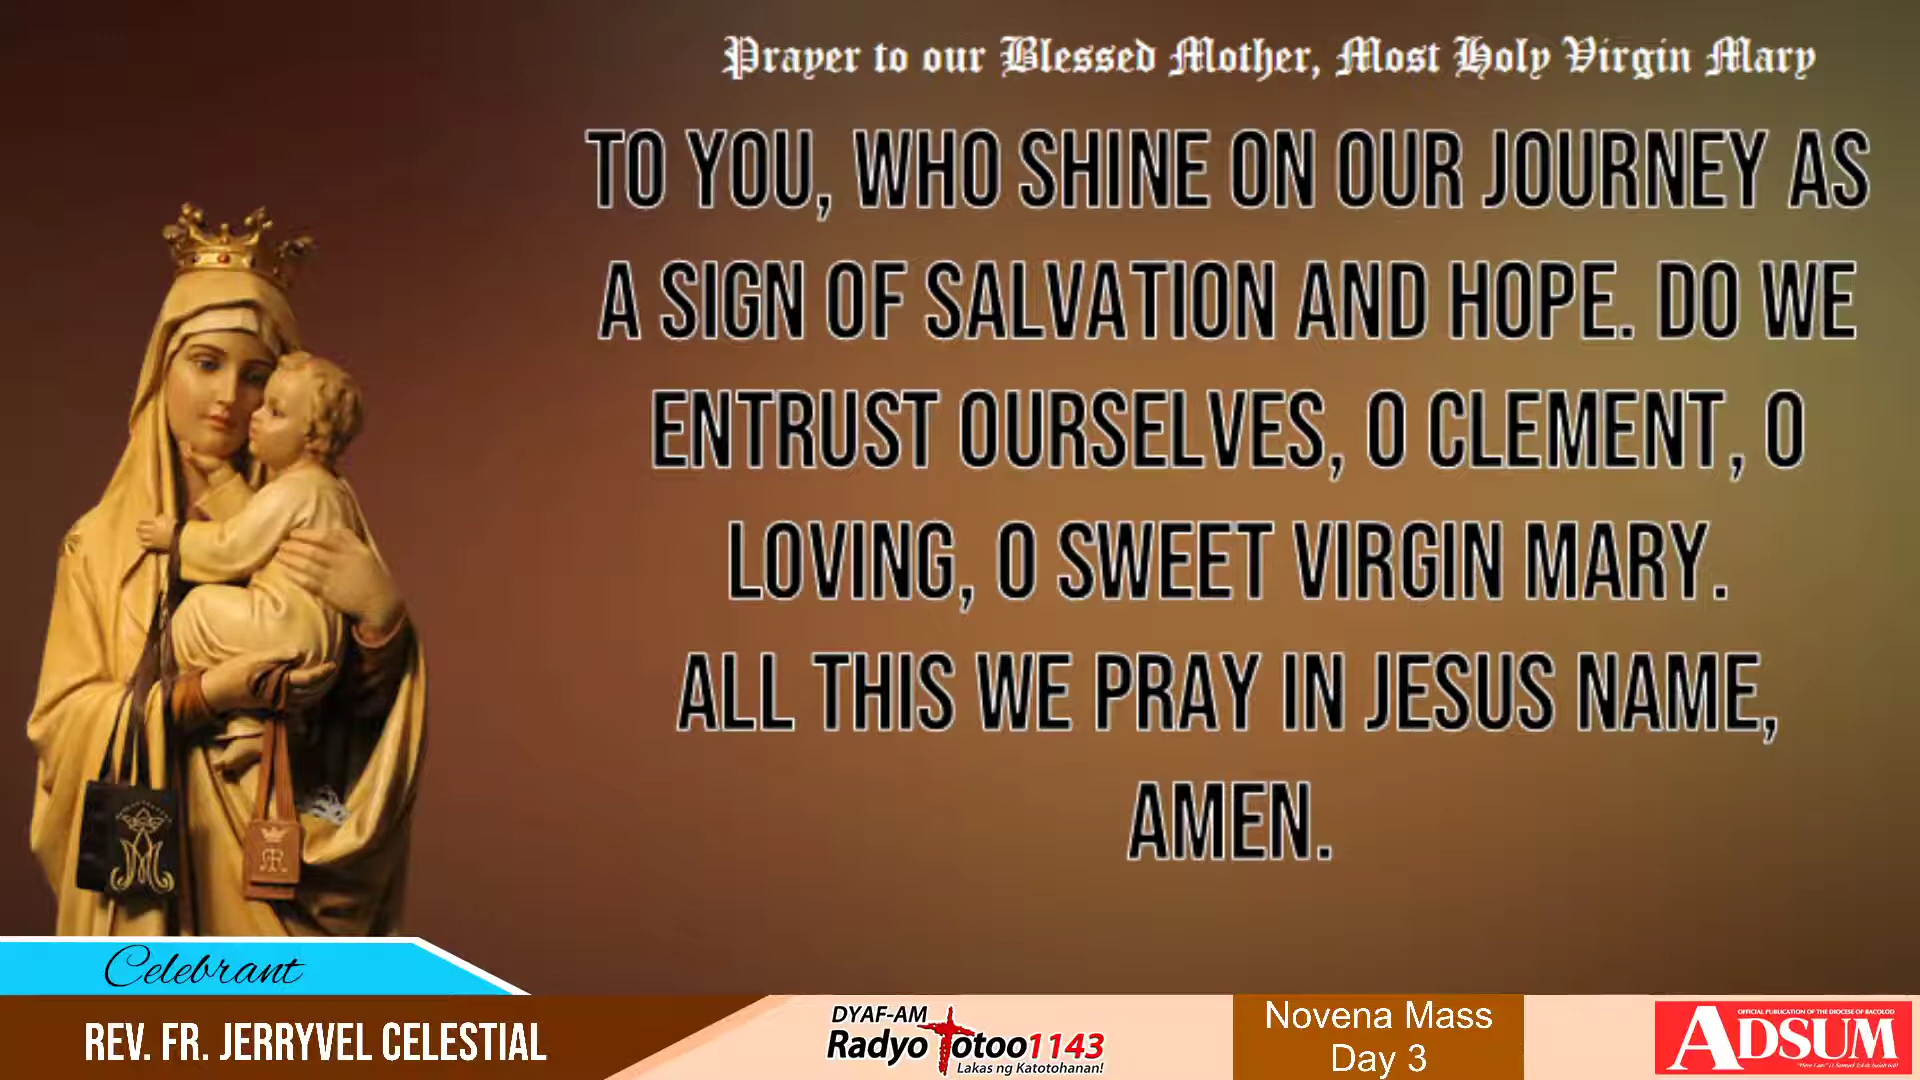 Prayer to our Blessed Mother, Most Holy Virgin Mary
TO YOU, WHO SHINE ON OUR JOURNEY AS
A SIGN OF SALVATION AND HOPE. DO WE
ENTRUST OURSELVES, O CLEMENT, O
LOVING, O SWEET VIRGIN MARY.
ALL THIS WE PRAY IN JESUS NAME,
AMEN.
Celebrant
REV. FR. JERRYVEL CELESTIAL
DYAF-AM
Radyo Totoo 1143
Lakas ng Katotohanan!
Novena Mass
Day 3
OFFICIAL PUBLICATION OF THE DIOCESE OF BACOLOD
ADSUM